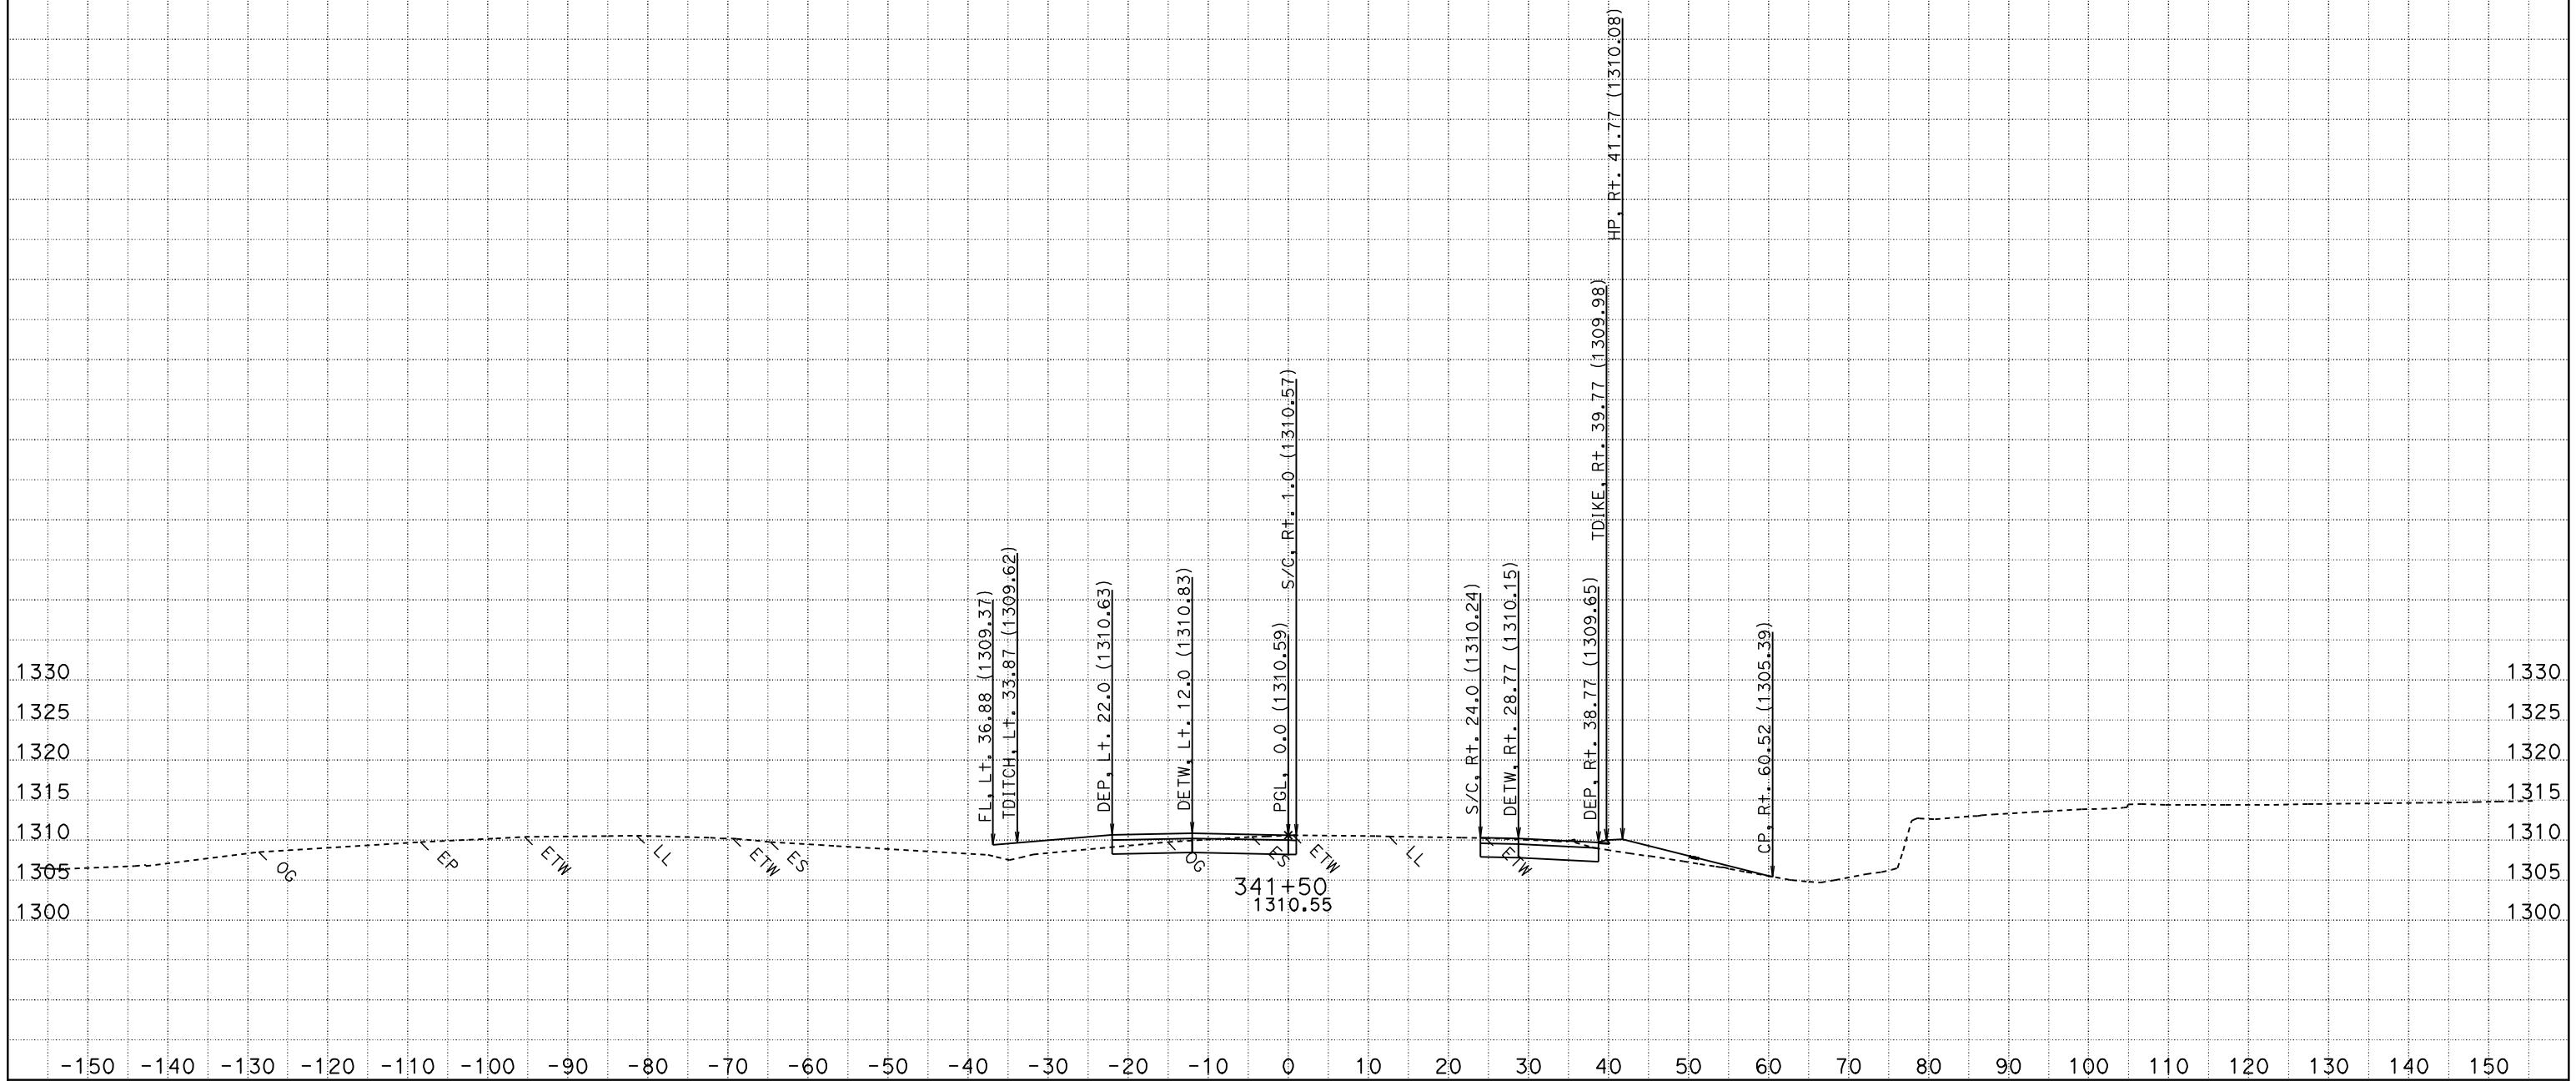 HP, Rt. 41.77 (1310.08)
TDIKE, Rt. 39.77 (1309.98)
S/C, Rt. 1.0 (1310.57)
FL, Lt. 36.88 (1309.37)
TDITCH, Lt. 33.87 (1309.62)
DEP, Lt. 22.0 (1310.63)
DETW, Lt. 12.0 (1310.83)
PGL, 0.0 (1310.59)
S/C, Rt. 24.0 (1310.24)
DETW, Rt. 28.77 (1310.15)
DEP, Rt. 38.77 (1309.65)
CP, Rt. 60.52 (1305.39)
1330 1330
1325 1325
1320 1320
1315 1315
1310 1310
OG EP ETW LL ETW ES OG ES ETW LL ETW
1305 1305
341+50
1310.55
1300 1300
-150 -140 -130 -120 -110 -100 -90 -80 -70 -60 -50 -40 -30 -20 -10 0 10 20 30 40 50 60 70 80 90 100 110 120 130 140 150